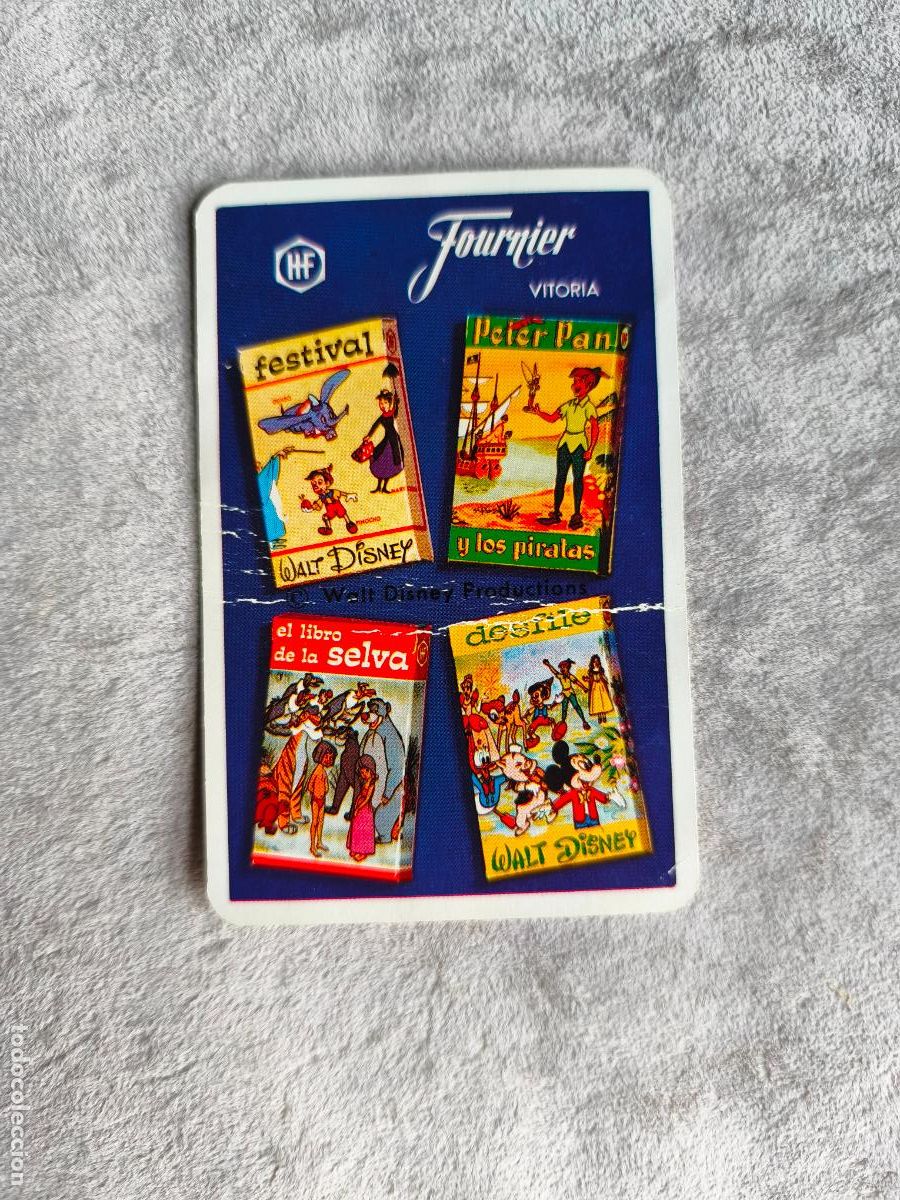 HF
Fournier
VITORIA
festival
DUMBO
WALT DISNEY
Peter Pan
y los piratas
© Walt Disney Productions
el libro
de la selva
desfile
WALT DISNEY
todocoleccion